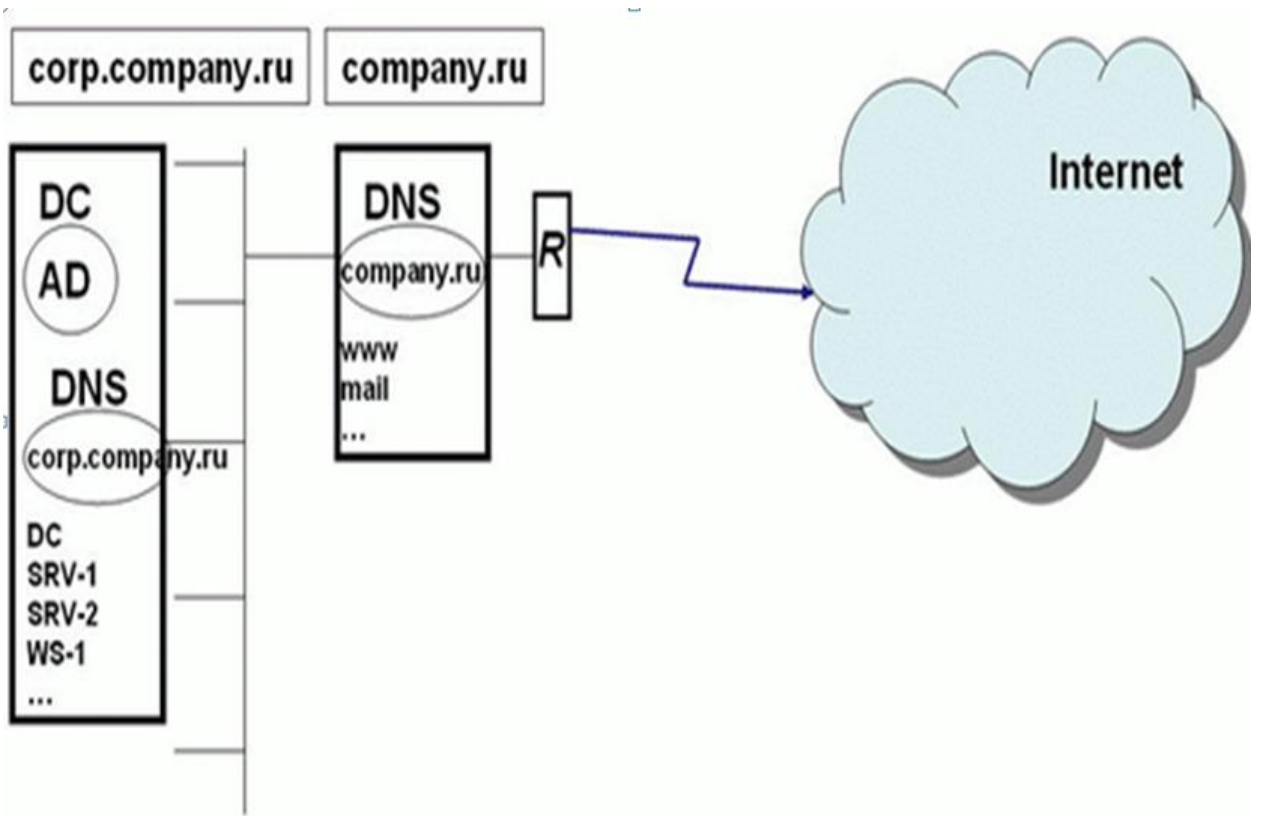 corp.company.ru
company.ru
DC
AD
DNS
corp.company.ru
DC
SRV-1
SRV-2
WS-1
...
DNS
company.ru
www
mail
...
R
Internet